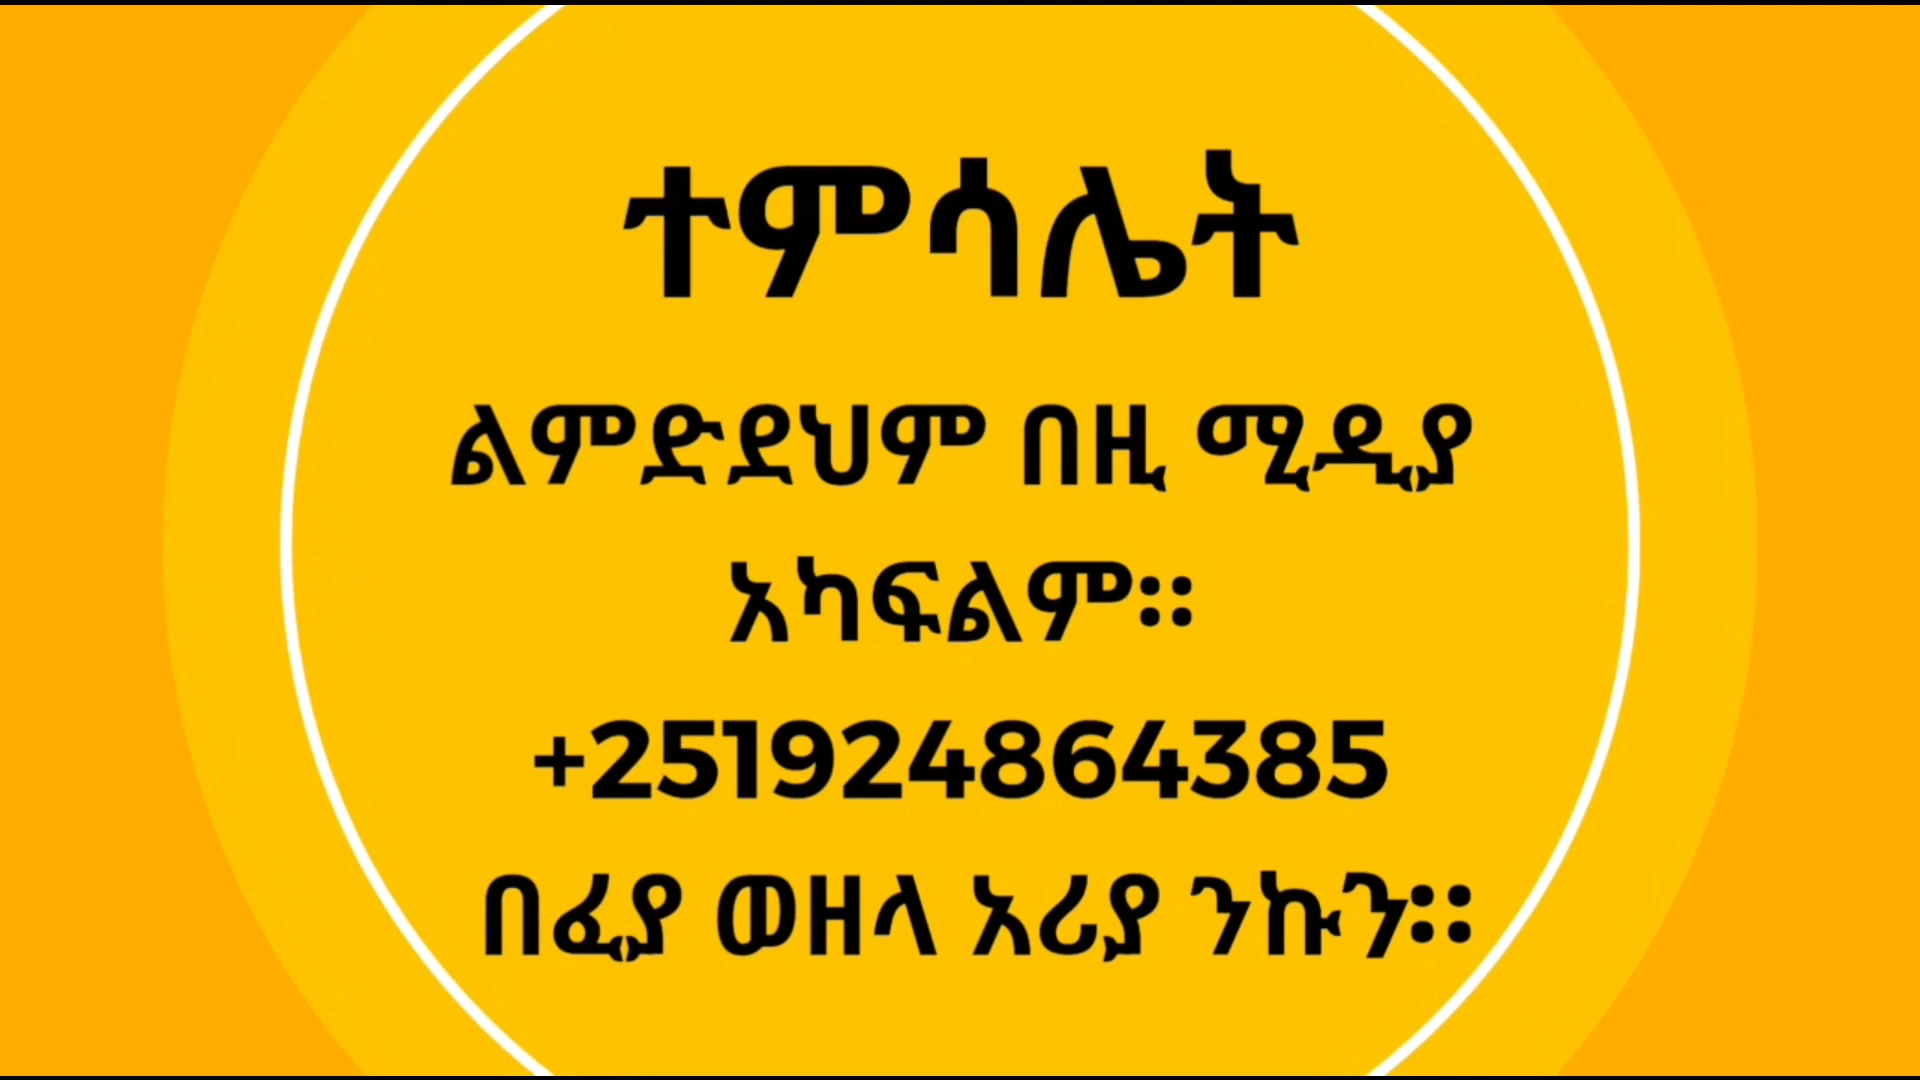 ተምሳሌት
ልምድደህም በዚ ሚዲያ
አካፍልም።
+251924864385
በፈያ ወዘላ አሪያ ንኩን።